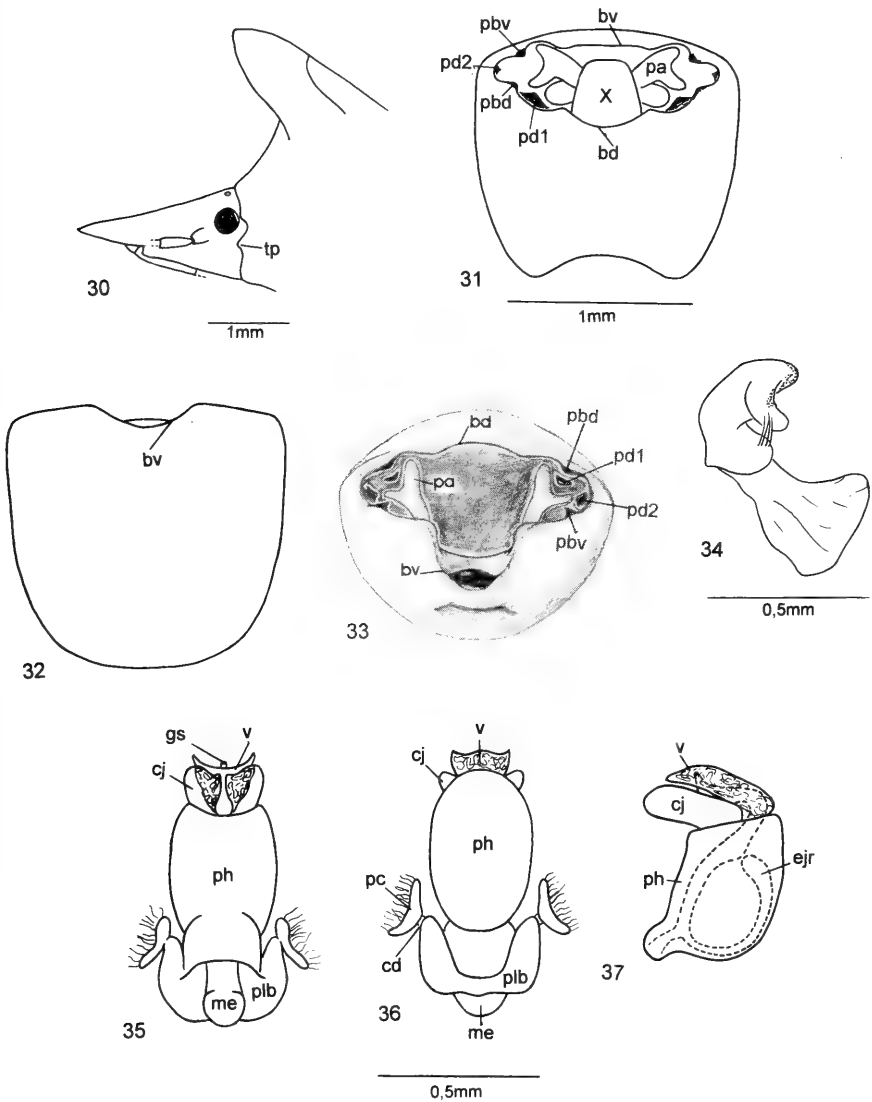 tp
30
1mm
pbv
bv
pd2
pa
pbd
X
pd1
bd
31
1mm
bv
32
bd
pbd
pd1
pa
pd2
pbv
bv
33
34
0,5mm
gs
v
cj
ph
plb
me
35
v
cj
ph
pc
cd
plb
me
36
0,5mm
v
cj
ph
ejr
37